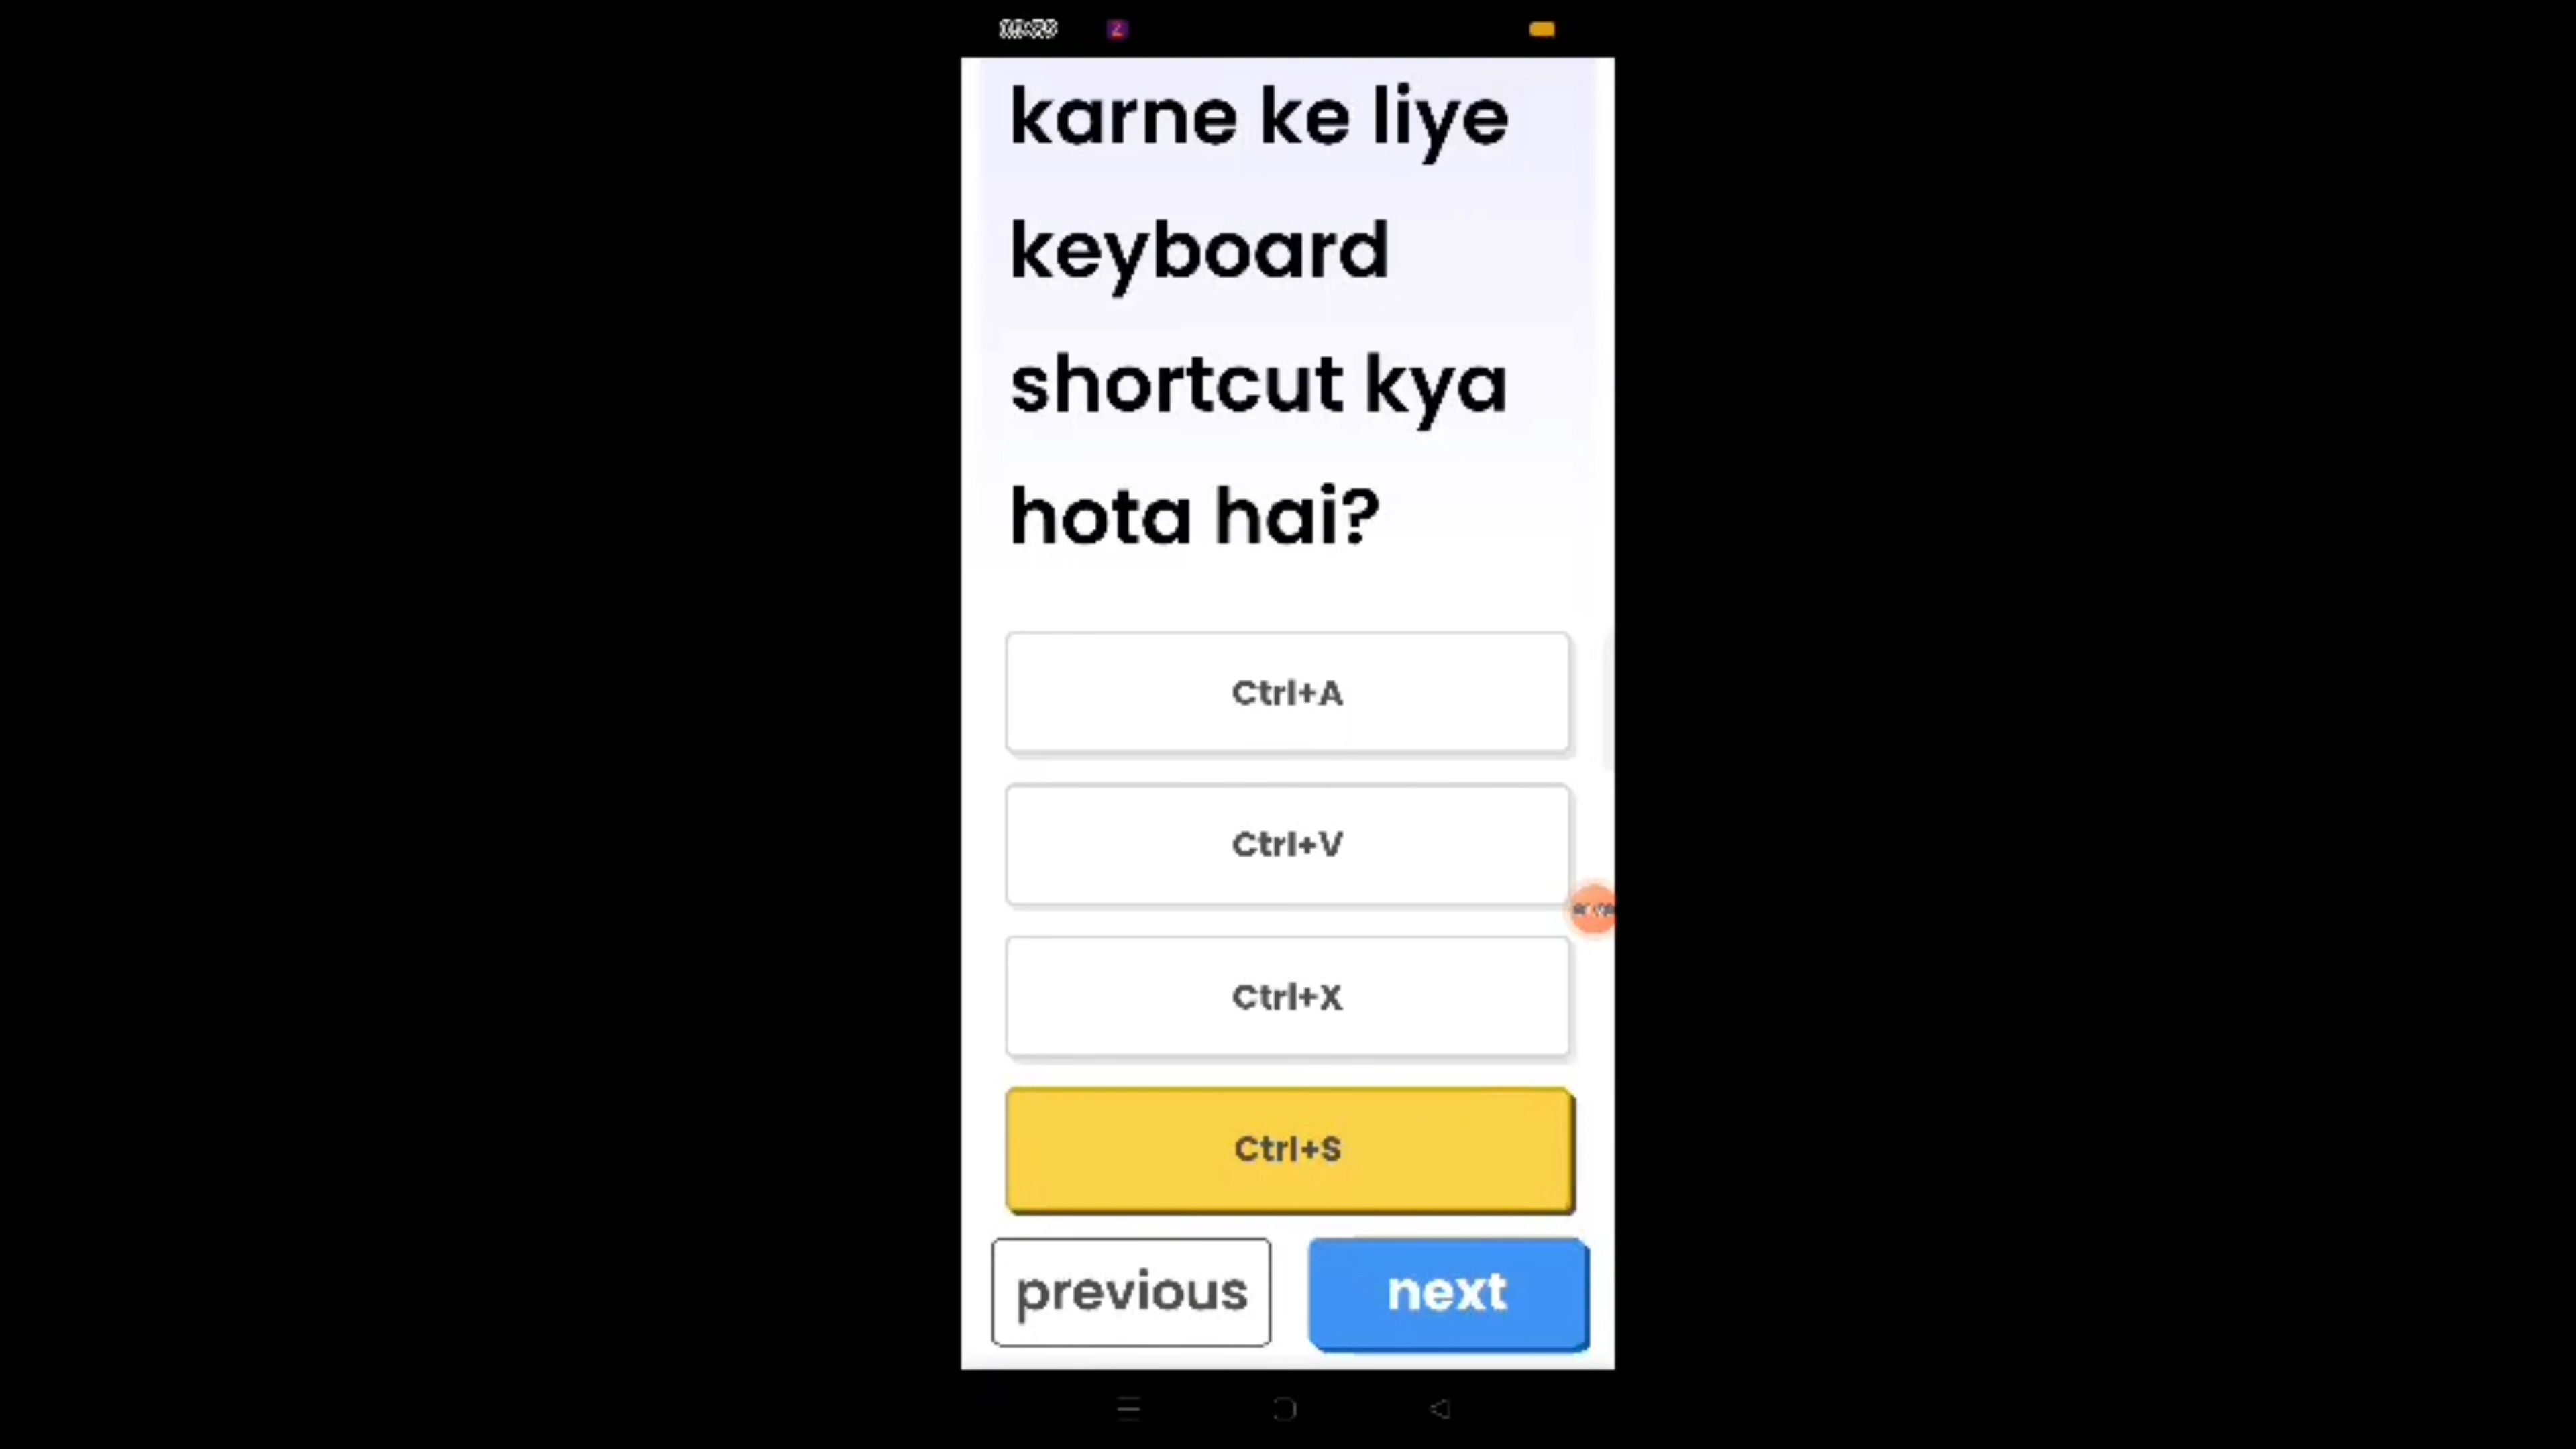 karne ke liye
keyboard
shortcut kya
hota hai?
Ctrl+A
Ctrl+V
Ctrl+X
Ctrl+S
previous
next